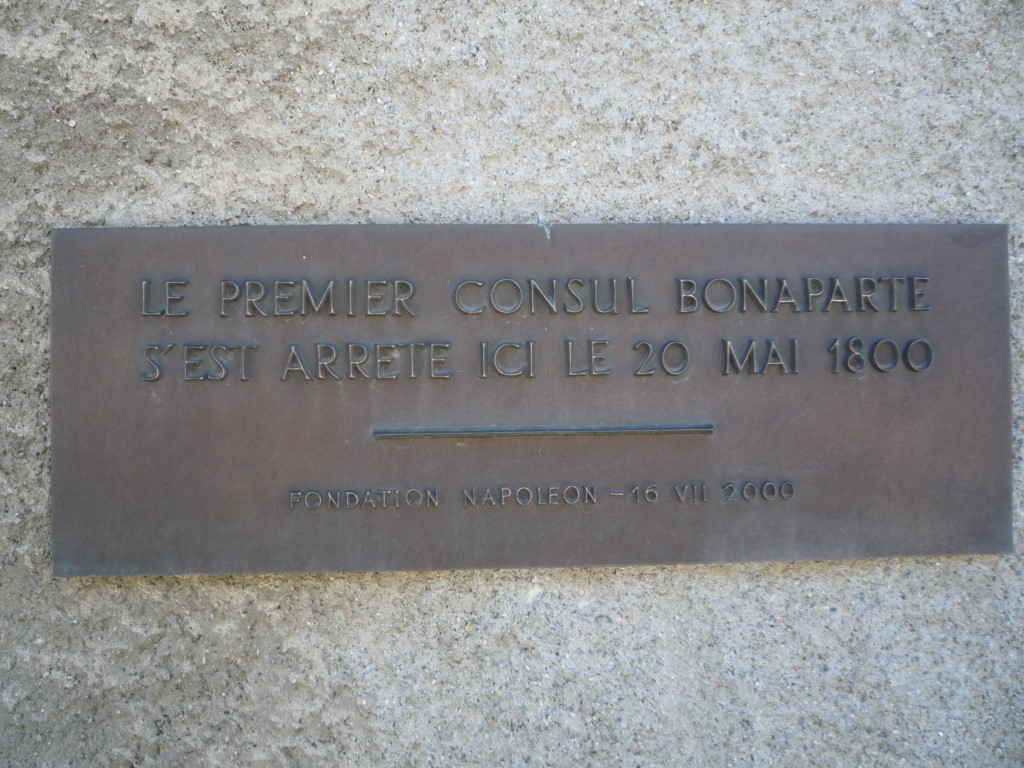 LE PREMIER CONSUL BONAPARTE
S'EST ARRETE ICI LE 20 MAI 1800
FONDATION NAPOLEON – 16 VII 2000